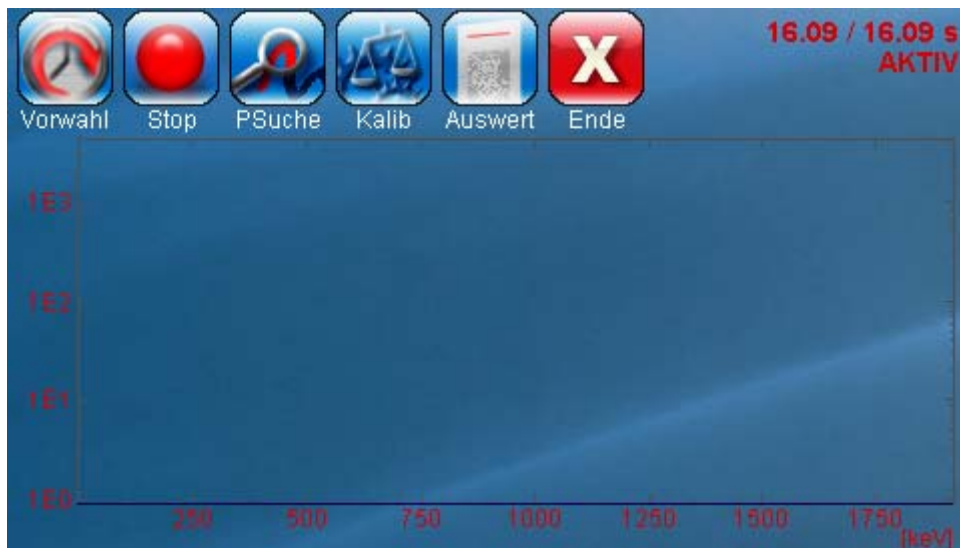 16.09 / 16.09 s
AKTIV
Vorwahl Stop PSuche Kalib Auswert Ende
1E3
1E2
1E1
1E0
250 500 750 1000 1250 1500 1750
[keV]